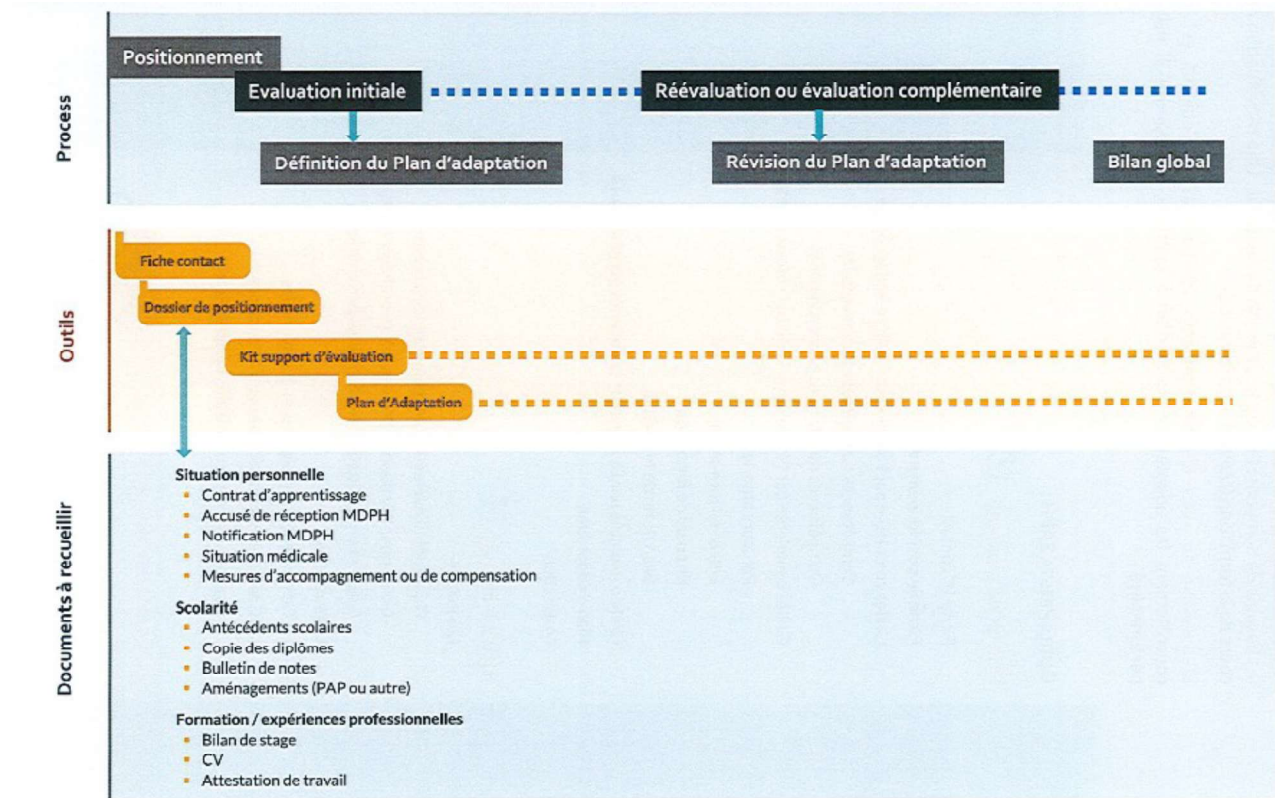 Process
Positionnement
Evaluation initiale
Réévaluation ou évaluation complémentaire
Définition du Plan d'adaptation
Révision du Plan d'adaptation
Bilan global
Outils
Fiche contact
Dossier de positionnement
Kit support d'évaluation
Plan d'Adaptation
Documents à recueillir
Situation personnelle
▪ Contrat d'apprentissage
▪ Accusé de réception MDPH
▪ Notification MDPH
▪ Situation médicale
▪ Mesures d'accompagnement ou de compensation
Scolarité
▪ Antécédents scolaires
▪ Copie des diplômes
▪ Bulletin de notes
▪ Aménagements (PAP ou autre)
Formation / expériences professionnelles
▪ Bilan de stage
▪ CV
▪ Attestation de travail